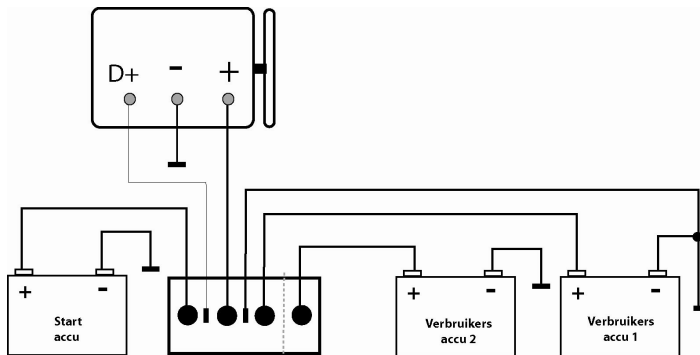 D+ - +
+ -
Start
accu
+ -
Verbruikers
accu 2
+ -
Verbruikers
accu 1